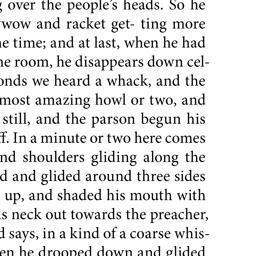 over the people's heads. So he
wow and racket get- ting more
e time; and at last, when he had
he room, he disappears down cel-
onds we heard a whack, and the
most amazing howl or two, and
still, and the parson begun his
ff. In a minute or two here comes
nd shoulders gliding along the
d and glided around three sides
up, and shaded his mouth with
s neck out towards the preacher,
d says, in a kind of a coarse whis-
en he drooped down and glided